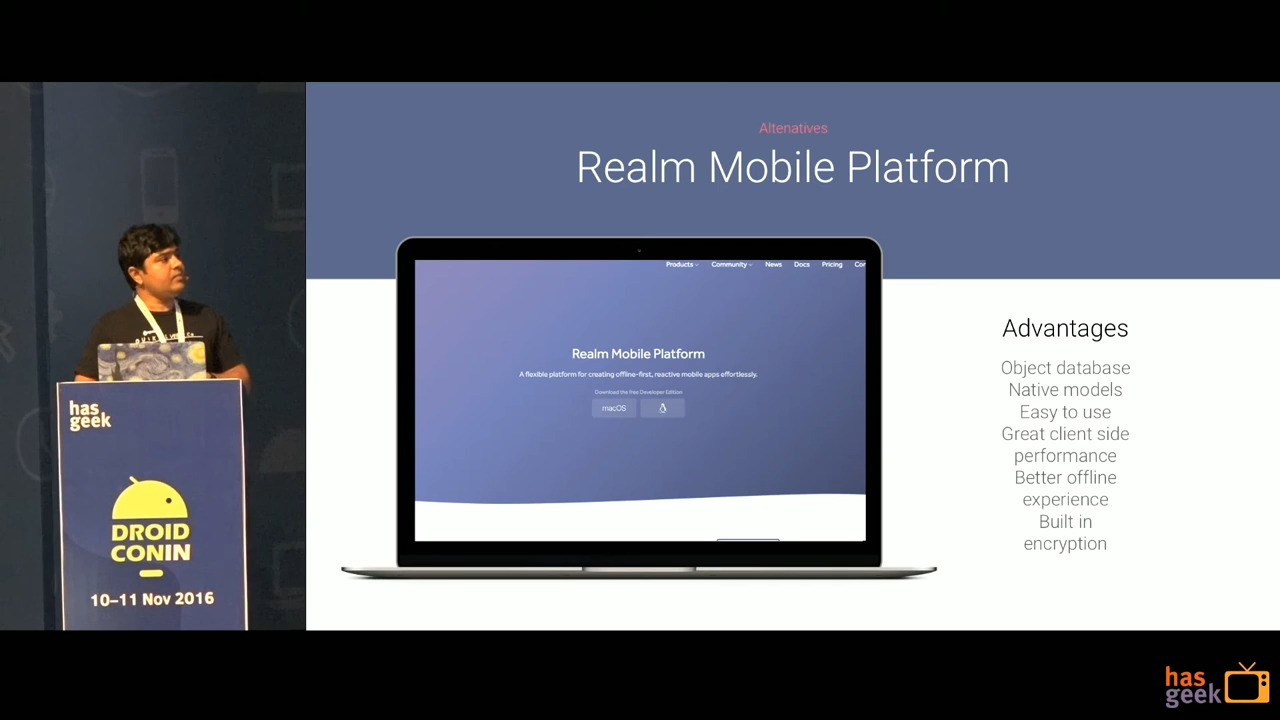 Altenatives
Realm Mobile Platform
Products
Community
News
Docs
Pricing
Realm Mobile Platform
A flexible platform for creating offline-first, reactive mobile apps effortlessly.
Download the free Developer Edition
macOS
Advantages
Object database
Native models
Easy to use
Great client side
performance
Better offline
experience
Built in
encryption
has
geek
DROID
CONIN
10–11 Nov 2016
has
geek